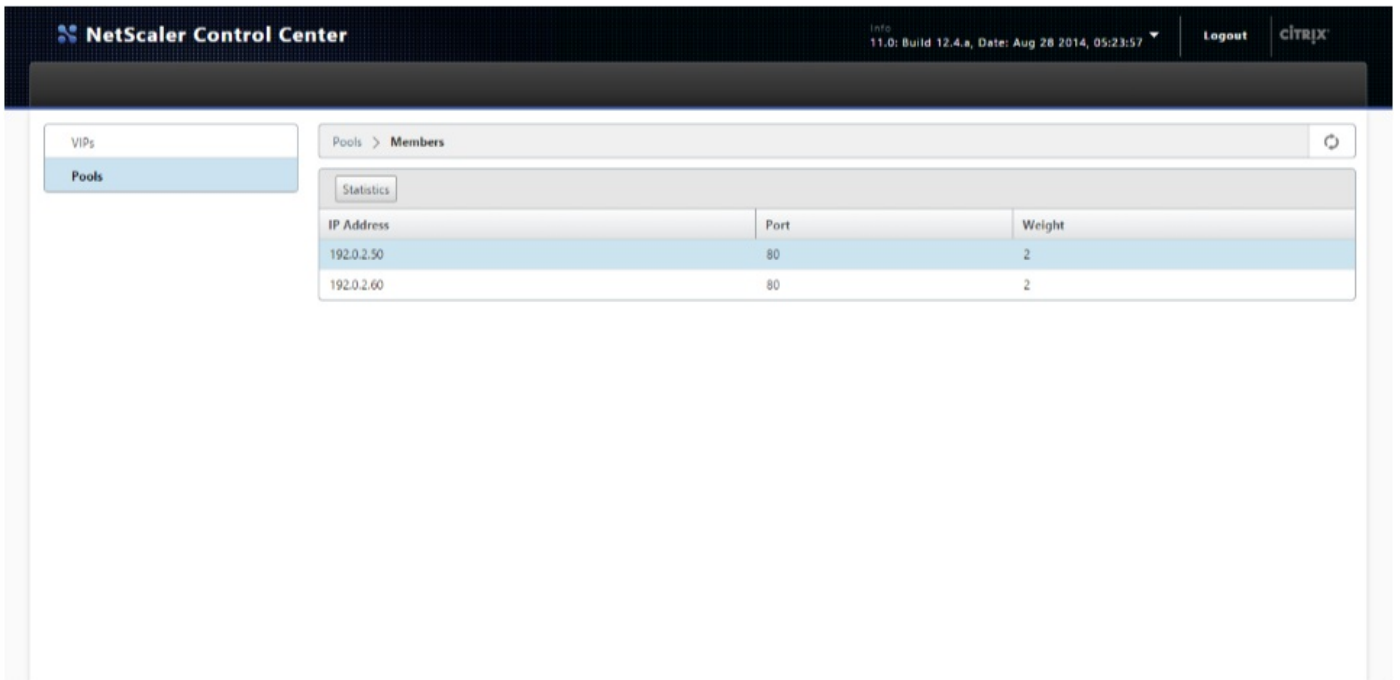 NetScaler Control Center
Info
11.0: Build 12.4.a, Date: Aug 28 2014, 05:23:57
Logout
CİTRIX
VIPs
Pools
Pools > Members
Statistics
IP Address Port Weight
192.0.2.50 80 2
192.0.2.60 80 2